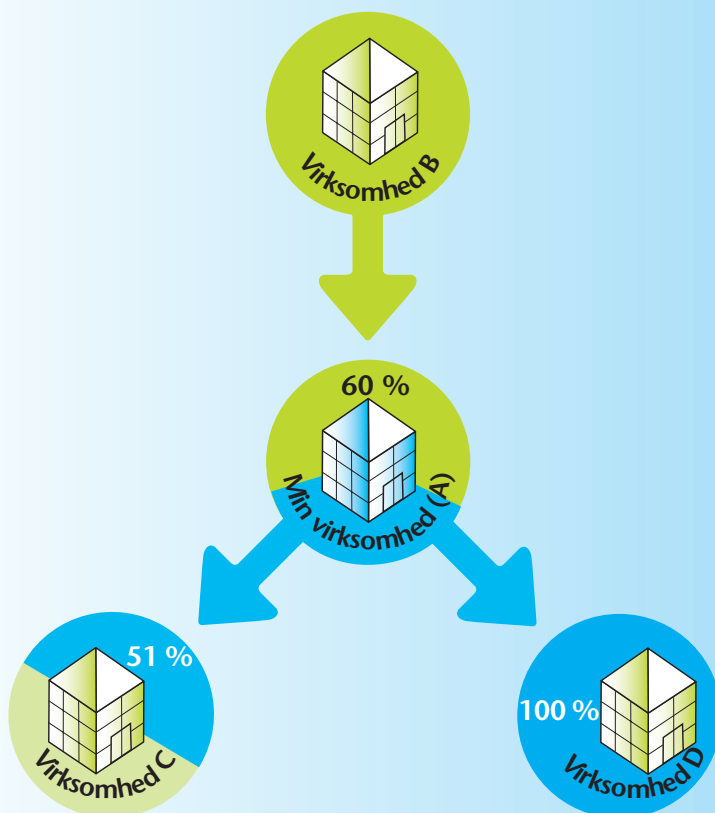 Virksomhed B
60 %
Min virksomhed (A)
51 %
Virksomhed C
100 %
Virksomhed D